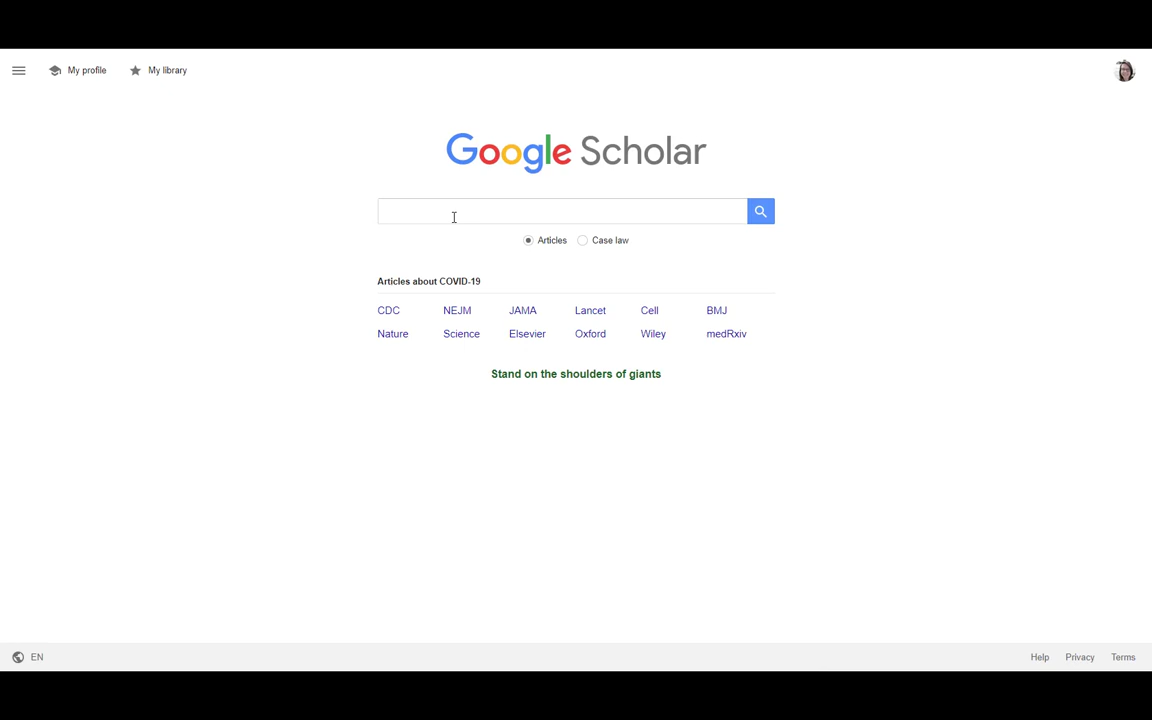 My profile My library
Google Scholar
Articles Case law
Articles about COVID-19
CDC NEJM JAMA Lancet Cell BMJ
Nature Science Elsevier Oxford Wiley medRxiv
Stand on the shoulders of giants
EN Help Privacy Terms